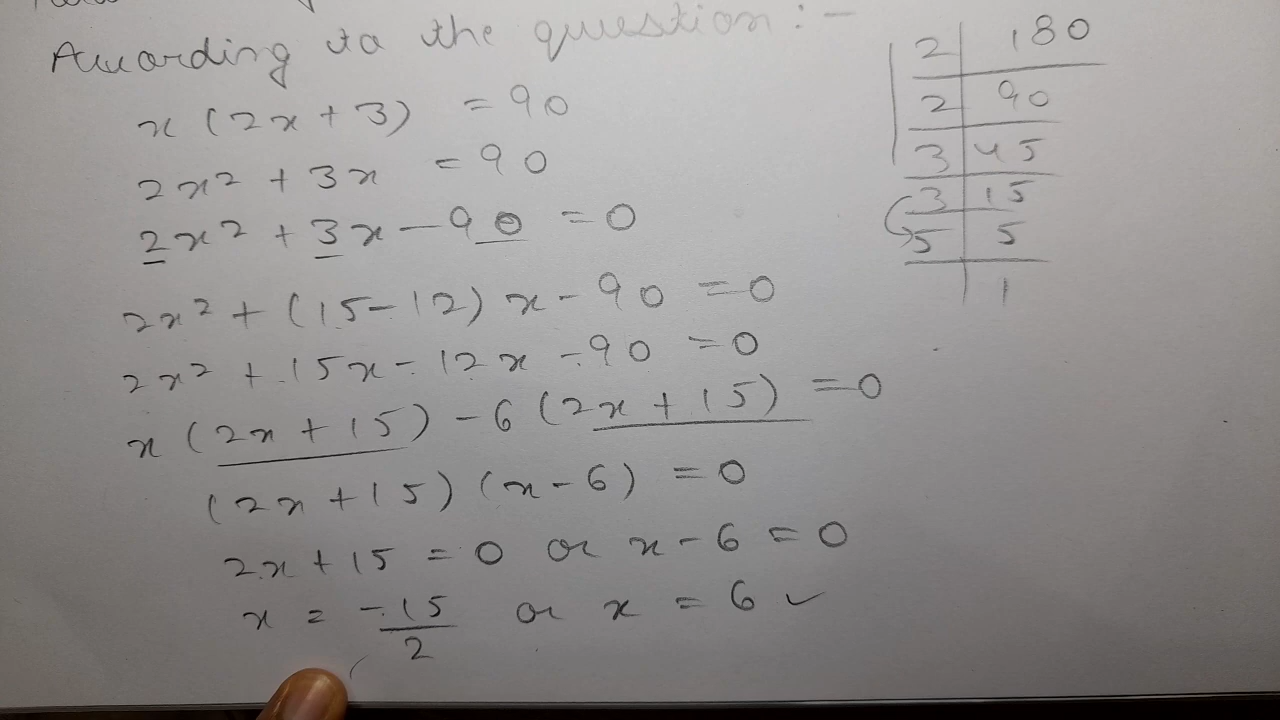 According to the question :-
x (2x + 3) = 90
2x² + 3x = 90
2x² + 3x - 90 = 0
2x² + (15 - 12) x - 90 = 0
2x² + 15x - 12x - 90 = 0
x (2x + 15) - 6 (2x + 15) = 0
(2x + 15) (x - 6) = 0
2x + 15 = 0 or x - 6 = 0
x = -15/2 or x = 6 ✓
2 | 180
2 | 90
3 | 45
3 | 15
5 | 5
| 1